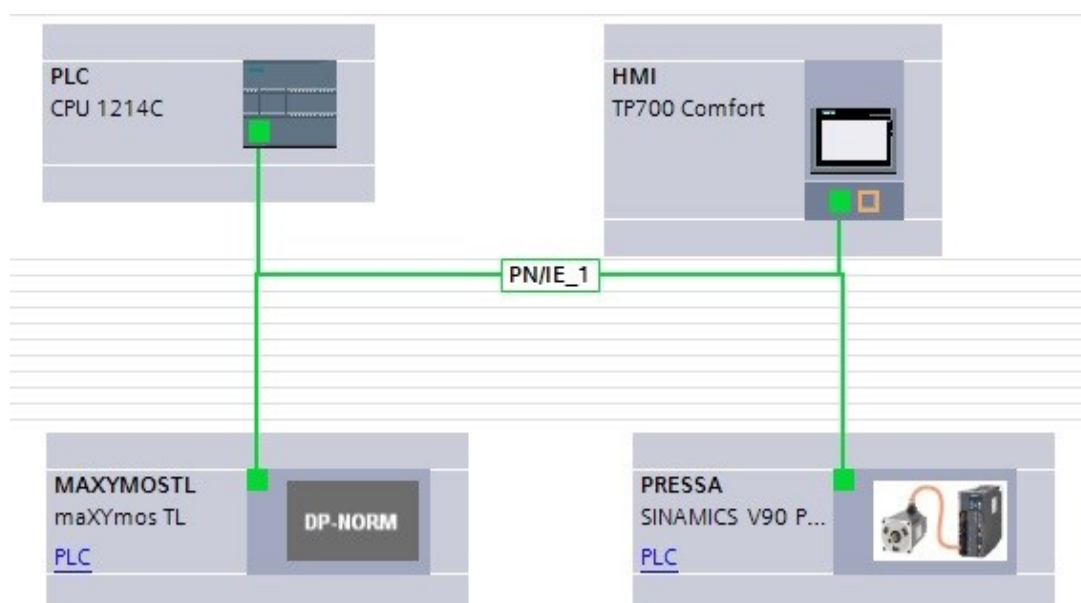 PLC
CPU 1214C
HMI
TP700 Comfort
PN/IE_1
MAXYMOSTL
maXYmos TL
PLC
DP-NORM
PRESSA
SINAMICS V90 P...
PLC